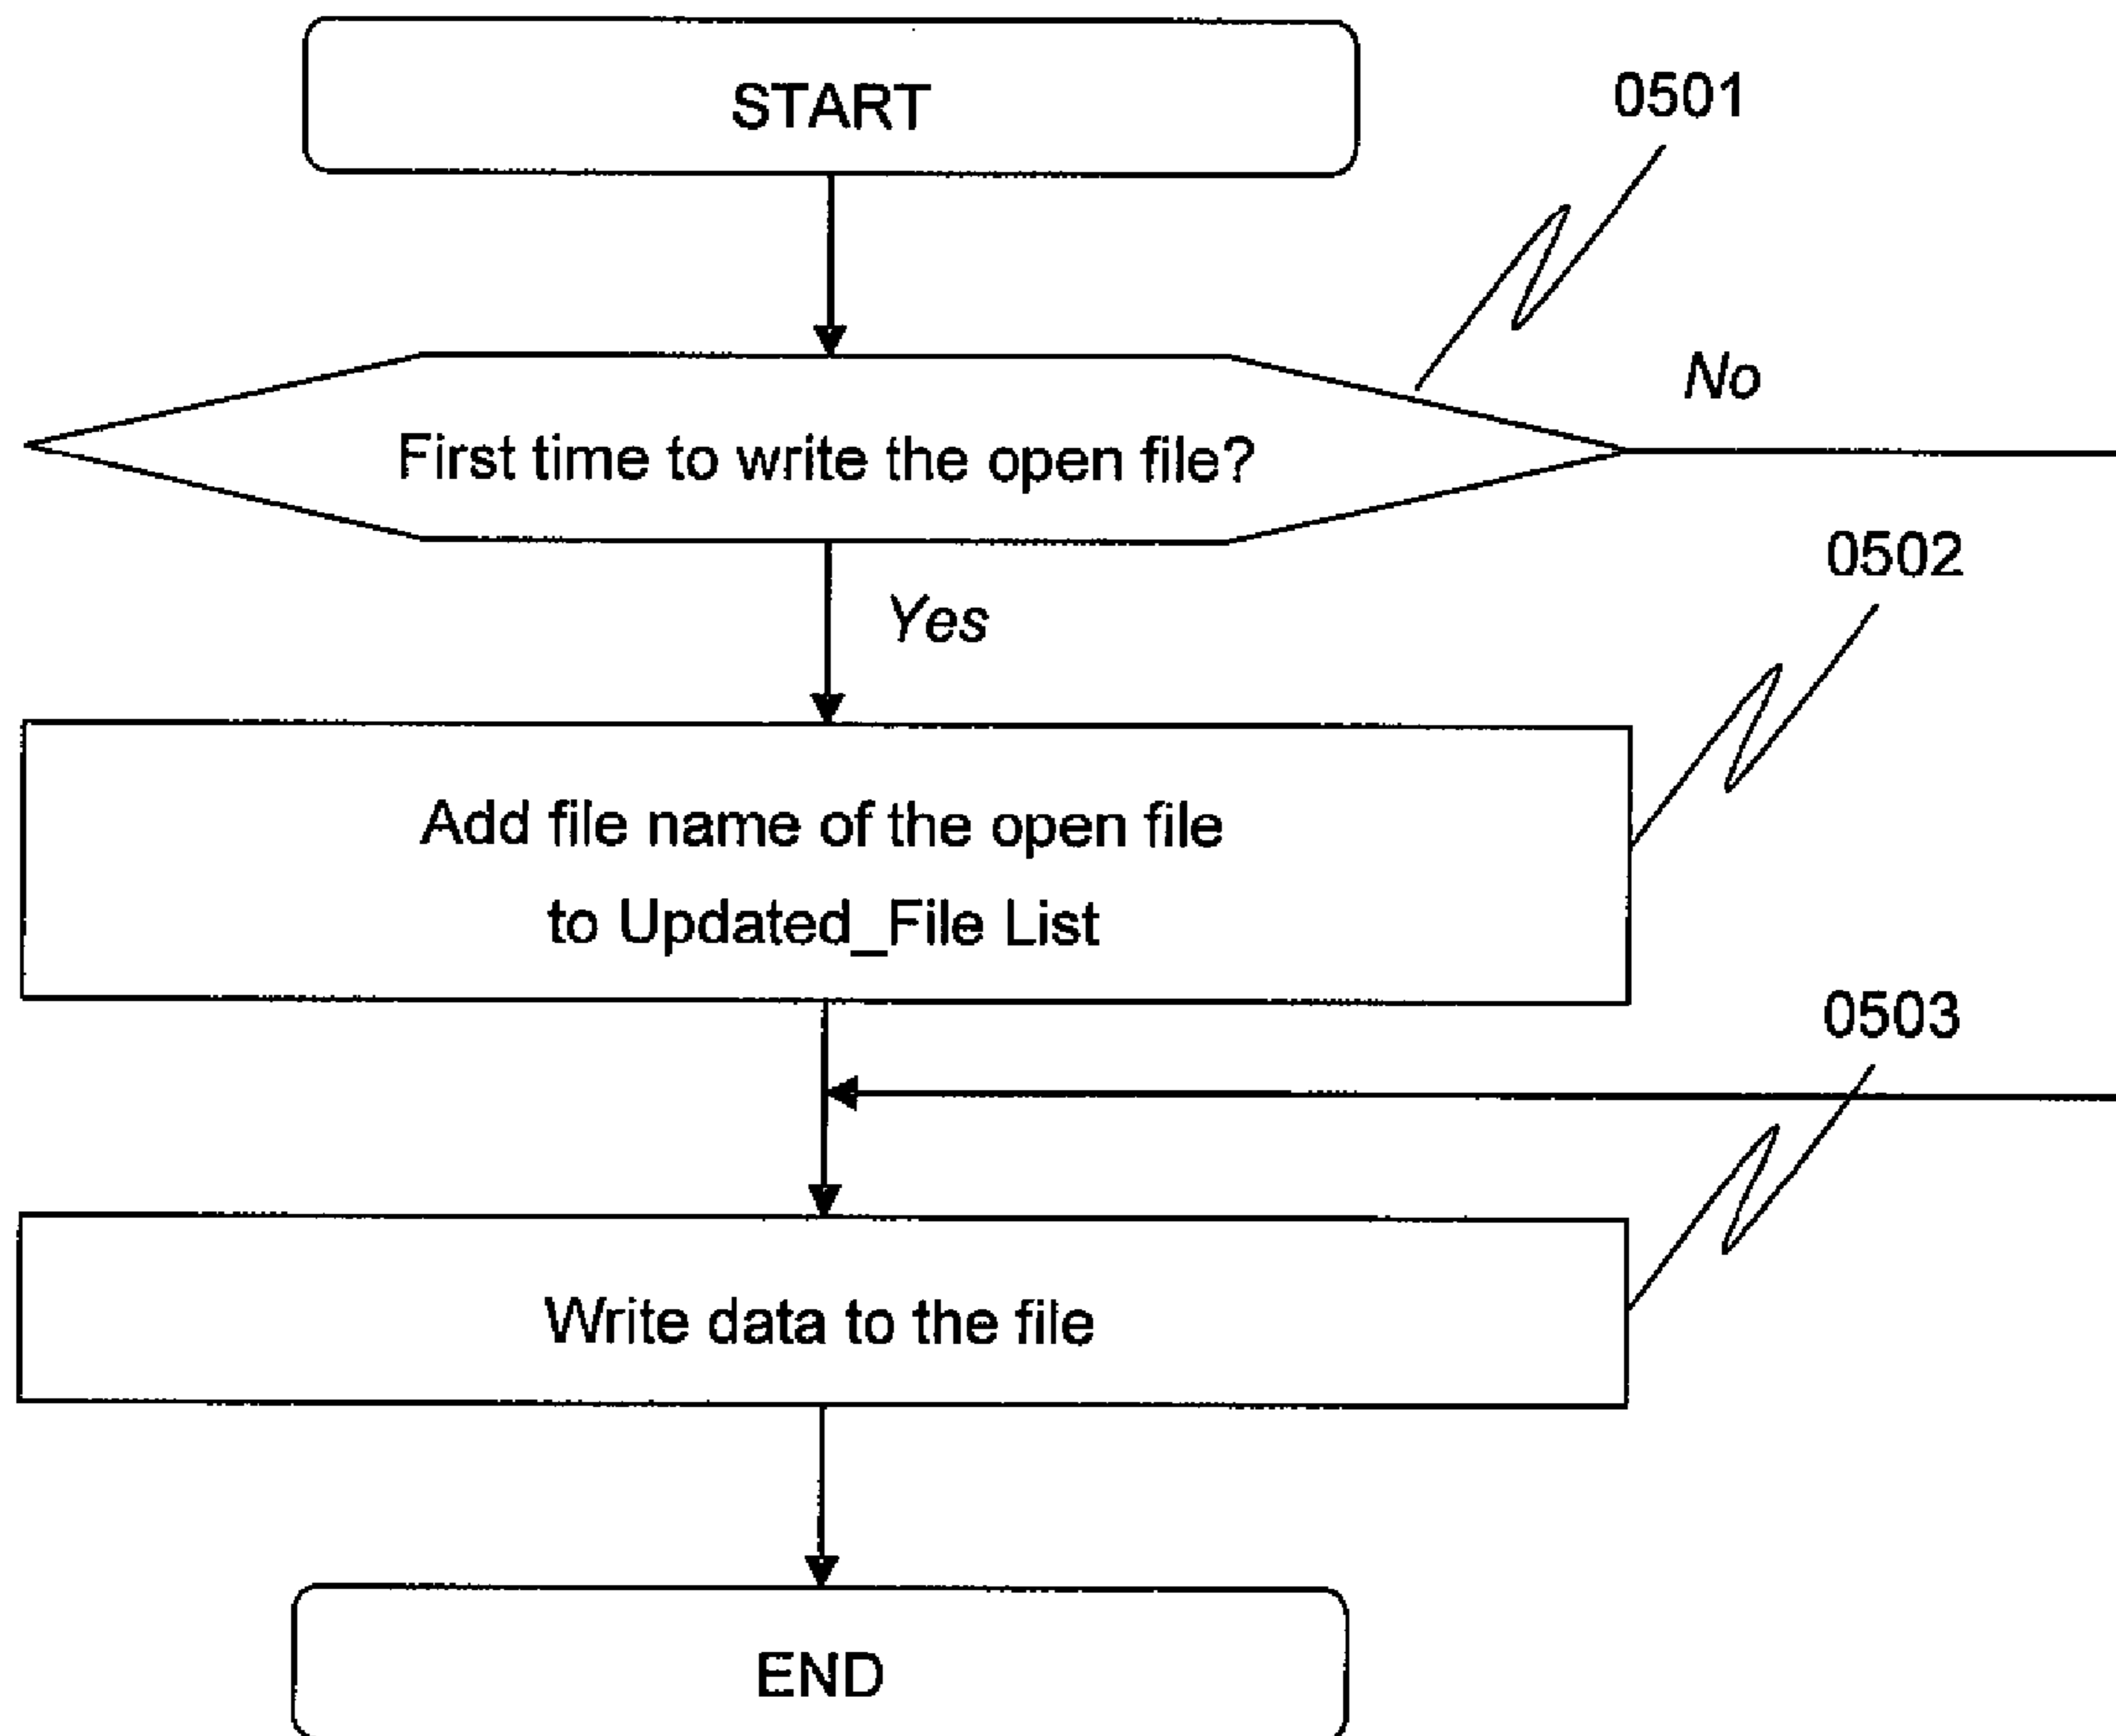 START
0501
No
First time to write the open file?
0502
Yes
Add file name of the open file
to Updated_File List
0503
Write data to the file
END